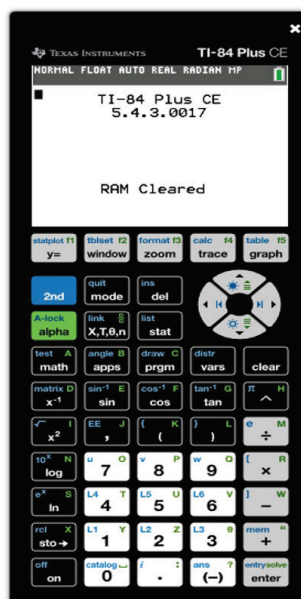 ×
TEXAS INSTRUMENTS TI-84 Plus CE
NORMAL FLOAT AUTO REAL RADIAN MP
TI-84 Plus CE
5.4.3.0017
RAM Cleared
statplot f1 tblset f2 format f3 calc f4 table f5
y= window zoom trace graph
quit ins
2nd mode del
A-lock link list
alpha X,T,θ,n stat
test A angle B draw C distr
math apps prgm vars clear
matrix D sin⁻¹ E cos⁻¹ F tan⁻¹ G π H
x⁻¹ sin cos tan ^
√ I EE J { K } L e M
x² , ( ) ÷
10ˣ N u O v P w Q [ R
log 7 8 9 ×
eˣ S L4 T L5 U L6 V ] W
ln 4 5 6 −
rcl X L1 Y L2 Z L3 θ mem "
sto→ 1 2 3 +
off catalog ␣ i : ans ? entry solve
on 0 . (−) enter